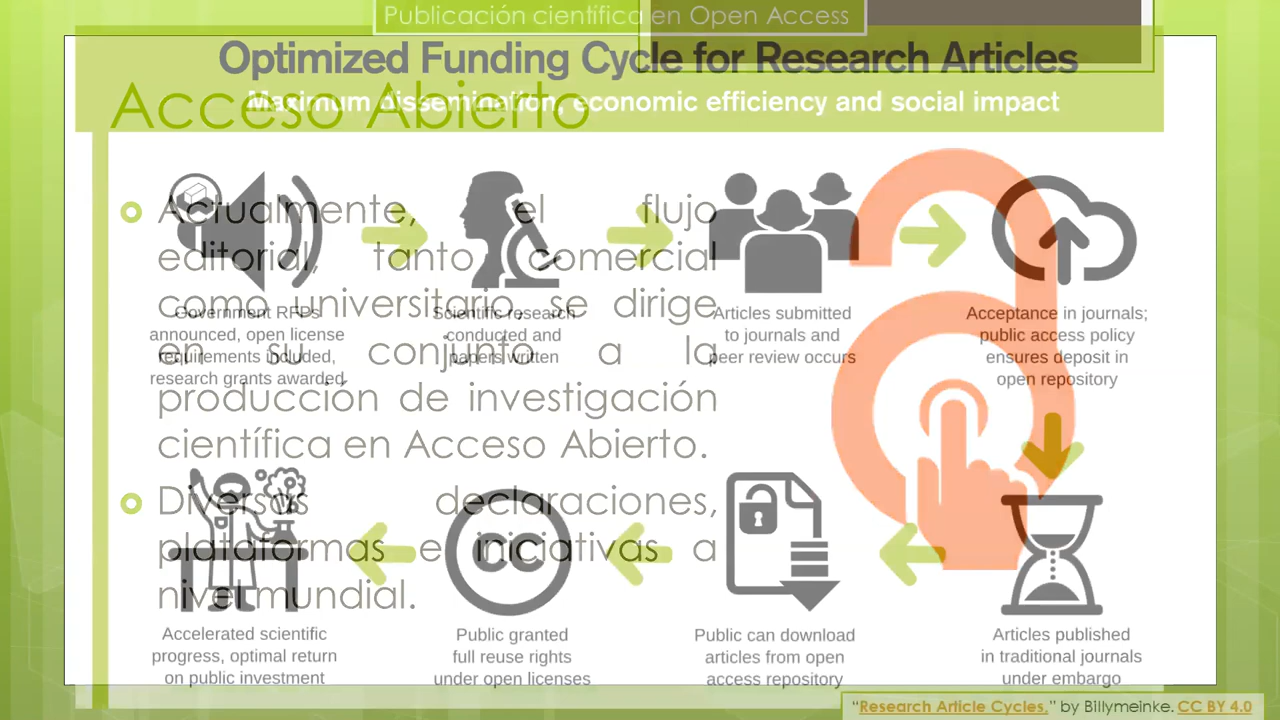 Publicación científica en Open Access
Optimized Funding Cycle for Research Articles
Maximum dissemination, economic efficiency and social impact
Acceso Abierto
Actualmente, el flujo
editorial, tanto comercial
como universitario, se dirige
en su conjunto a la
producción de investigación
científica en Acceso Abierto.
Diversas declaraciones,
plataformas e iniciativas a
nivel mundial.
Government RFPs
announced, open license
requirements included,
research grants awarded
Scientific research
conducted and
papers written
Articles submitted
to journals and
peer review occurs
Acceptance in journals;
public access policy
ensures deposit in
open repository
Accelerated scientific
progress, optimal return
on public investment
CC
Public granted
full reuse rights
under open licenses
Public can download
articles from open
access repository
Articles published
in traditional journals
under embargo
“Research Article Cycles.” by Billymeinke. CC BY 4.0